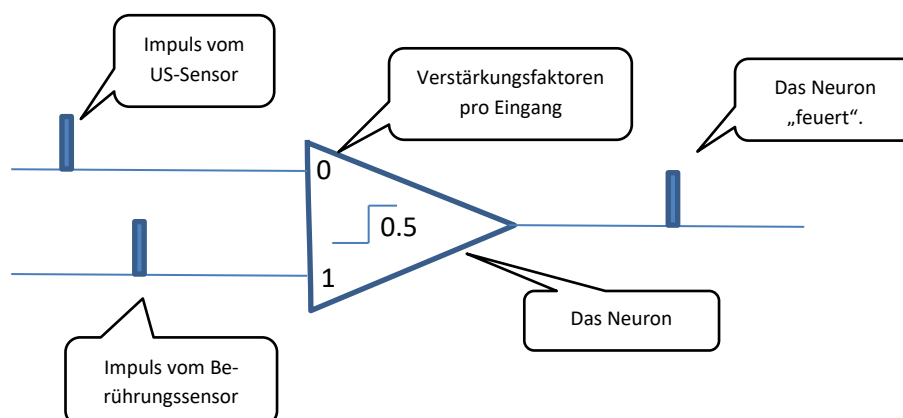 Impuls vom
US-Sensor
Verstärkungsfaktoren
pro Eingang
Das Neuron
„feuert“.
0
0.5
1
Das Neuron
Impuls vom Be-
rührungssensor